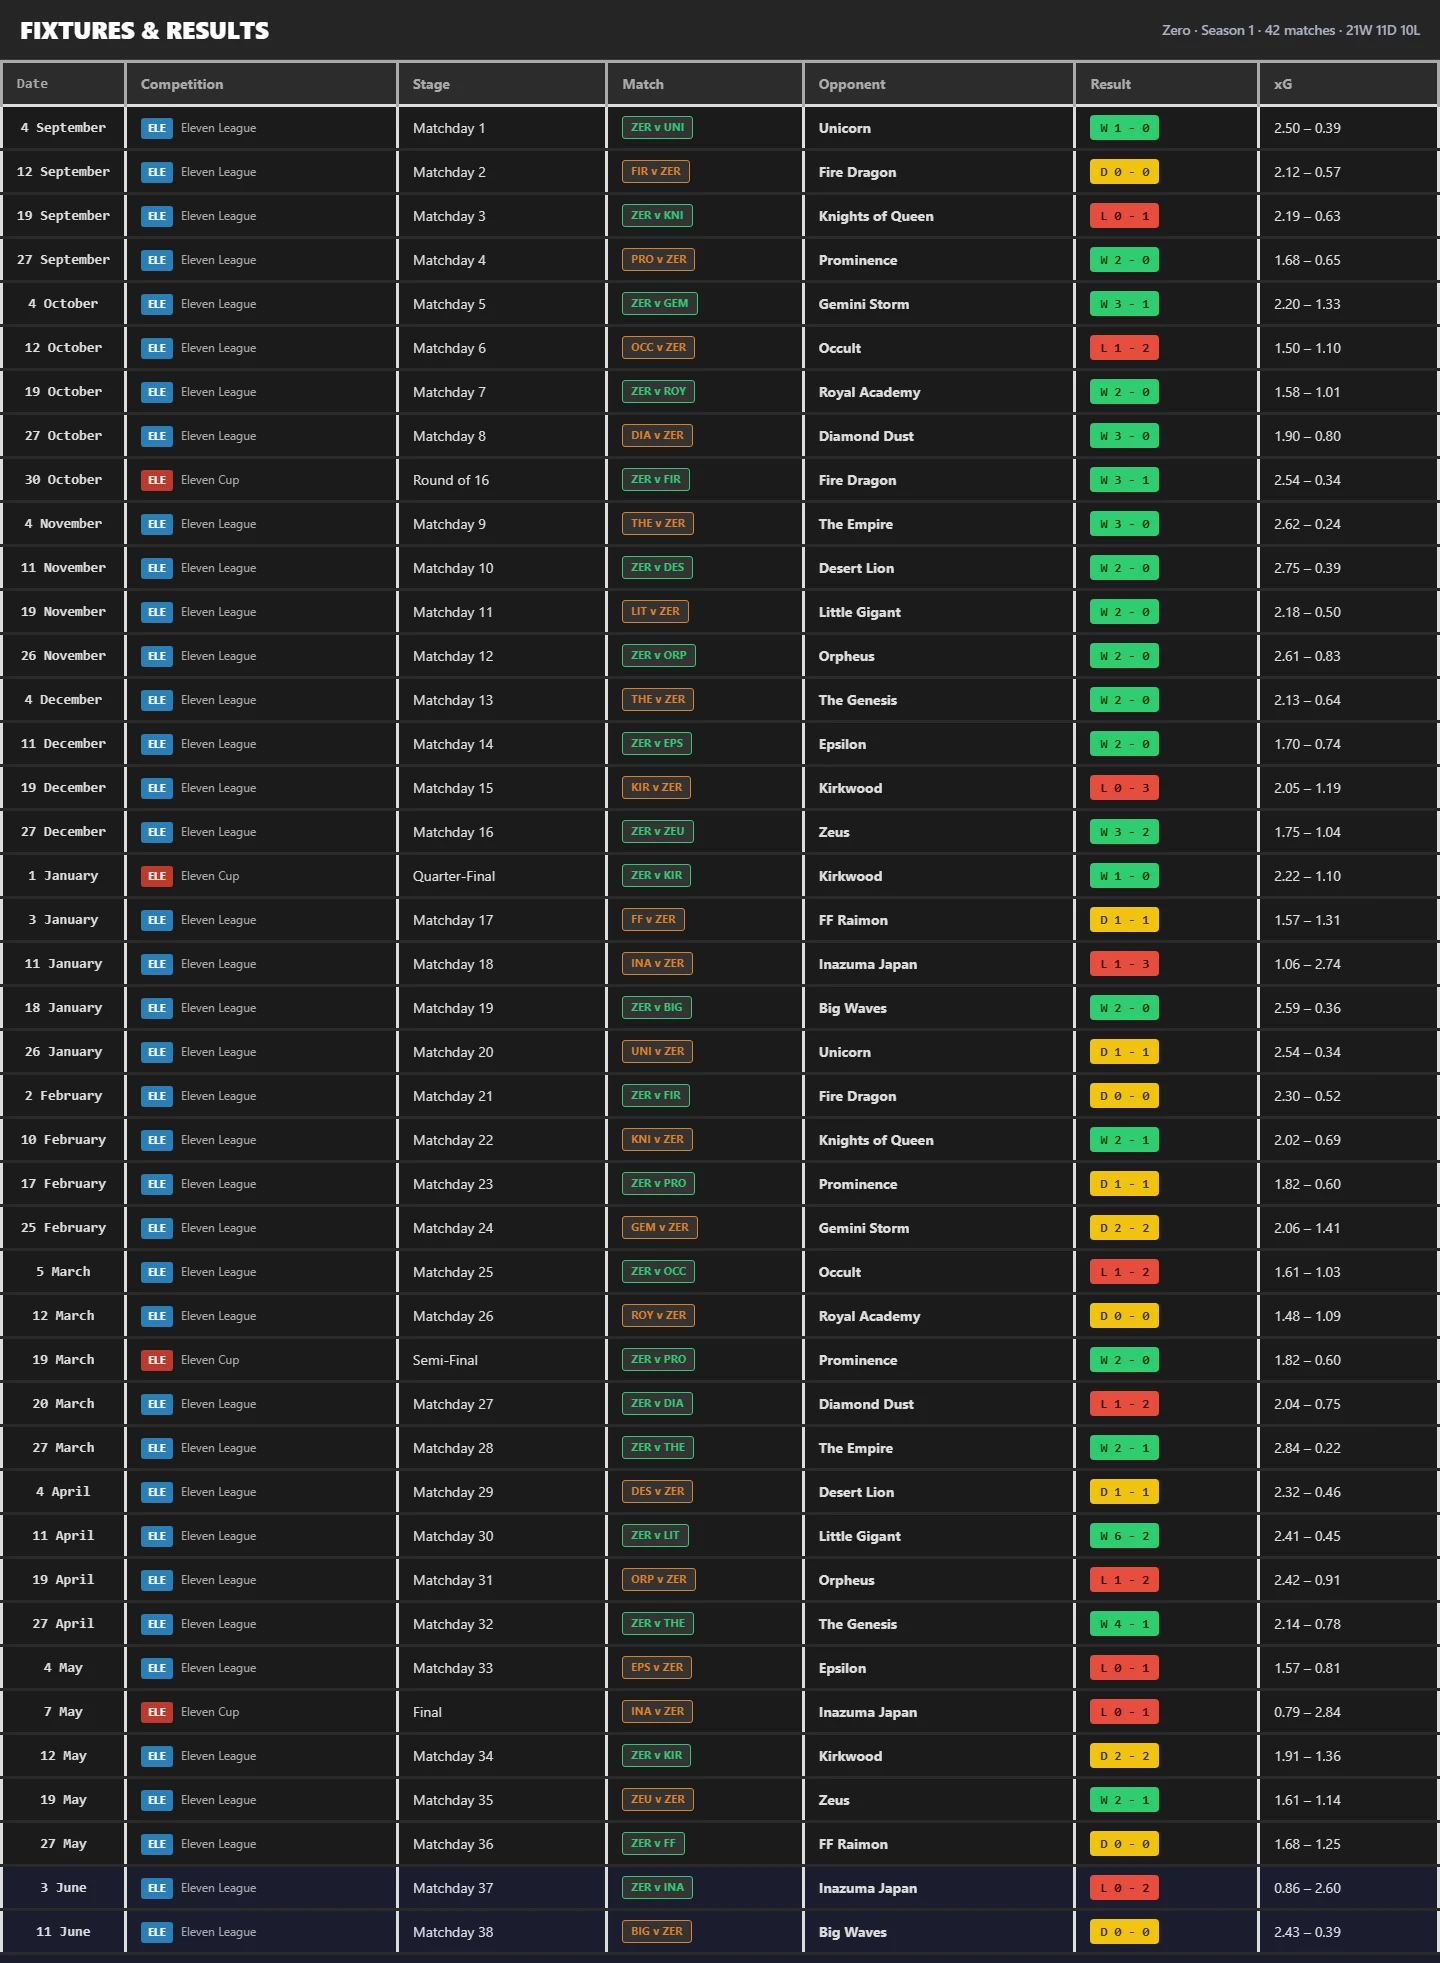 FIXTURES & RESULTS
Zero · Season 1 · 42 matches · 21W 11D 10L
Date Competition Stage Match Opponent Result xG
4 September ELE Eleven League Matchday 1 ZER v UNI Unicorn W 1 - 0 2.50 – 0.39
12 September ELE Eleven League Matchday 2 FIR v ZER Fire Dragon D 0 - 0 2.12 – 0.57
19 September ELE Eleven League Matchday 3 ZER v KNI Knights of Queen L 0 - 1 2.19 – 0.63
27 September ELE Eleven League Matchday 4 PRO v ZER Prominence W 2 - 0 1.68 – 0.65
4 October ELE Eleven League Matchday 5 ZER v GEM Gemini Storm W 3 - 1 2.20 – 1.33
12 October ELE Eleven League Matchday 6 OCC v ZER Occult L 1 - 2 1.50 – 1.10
19 October ELE Eleven League Matchday 7 ZER v ROY Royal Academy W 2 - 0 1.58 – 1.01
27 October ELE Eleven League Matchday 8 DIA v ZER Diamond Dust W 3 - 0 1.90 – 0.80
30 October ELE Eleven Cup Round of 16 ZER v FIR Fire Dragon W 3 - 1 2.54 – 0.34
4 November ELE Eleven League Matchday 9 THE v ZER The Empire W 3 - 0 2.62 – 0.24
11 November ELE Eleven League Matchday 10 ZER v DES Desert Lion W 2 - 0 2.75 – 0.39
19 November ELE Eleven League Matchday 11 LIT v ZER Little Gigant W 2 - 0 2.18 – 0.50
26 November ELE Eleven League Matchday 12 ZER v ORP Orpheus W 2 - 0 2.61 – 0.83
4 December ELE Eleven League Matchday 13 THE v ZER The Genesis W 2 - 0 2.13 – 0.64
11 December ELE Eleven League Matchday 14 ZER v EPS Epsilon W 2 - 0 1.70 – 0.74
19 December ELE Eleven League Matchday 15 KIR v ZER Kirkwood L 0 - 3 2.05 – 1.19
27 December ELE Eleven League Matchday 16 ZER v ZEU Zeus W 3 - 2 1.75 – 1.04
1 January ELE Eleven Cup Quarter-Final ZER v KIR Kirkwood W 1 - 0 2.22 – 1.10
3 January ELE Eleven League Matchday 17 FF v ZER FF Raimon D 1 - 1 1.57 – 1.31
11 January ELE Eleven League Matchday 18 INA v ZER Inazuma Japan L 1 - 3 1.06 – 2.74
18 January ELE Eleven League Matchday 19 ZER v BIG Big Waves W 2 - 0 2.59 – 0.36
26 January ELE Eleven League Matchday 20 UNI v ZER Unicorn D 1 - 1 2.54 – 0.34
2 February ELE Eleven League Matchday 21 ZER v FIR Fire Dragon D 0 - 0 2.30 – 0.52
10 February ELE Eleven League Matchday 22 KNI v ZER Knights of Queen W 2 - 1 2.02 – 0.69
17 February ELE Eleven League Matchday 23 ZER v PRO Prominence D 1 - 1 1.82 – 0.60
25 February ELE Eleven League Matchday 24 GEM v ZER Gemini Storm D 2 - 2 2.06 – 1.41
5 March ELE Eleven League Matchday 25 ZER v OCC Occult L 1 - 2 1.61 – 1.03
12 March ELE Eleven League Matchday 26 ROY v ZER Royal Academy D 0 - 0 1.48 – 1.09
19 March ELE Eleven Cup Semi-Final ZER v PRO Prominence W 2 - 0 1.82 – 0.60
20 March ELE Eleven League Matchday 27 ZER v DIA Diamond Dust L 1 - 2 2.04 – 0.75
27 March ELE Eleven League Matchday 28 ZER v THE The Empire W 2 - 1 2.84 – 0.22
4 April ELE Eleven League Matchday 29 DES v ZER Desert Lion D 1 - 1 2.32 – 0.46
11 April ELE Eleven League Matchday 30 ZER v LIT Little Gigant W 6 - 2 2.41 – 0.45
19 April ELE Eleven League Matchday 31 ORP v ZER Orpheus L 1 - 2 2.42 – 0.91
27 April ELE Eleven League Matchday 32 ZER v THE The Genesis W 4 - 1 2.14 – 0.78
4 May ELE Eleven League Matchday 33 EPS v ZER Epsilon L 0 - 1 1.57 – 0.81
7 May ELE Eleven Cup Final INA v ZER Inazuma Japan L 0 - 1 0.79 – 2.84
12 May ELE Eleven League Matchday 34 ZER v KIR Kirkwood D 2 - 2 1.91 – 1.36
19 May ELE Eleven League Matchday 35 ZEU v ZER Zeus W 2 - 1 1.61 – 1.14
27 May ELE Eleven League Matchday 36 ZER v FF FF Raimon D 0 - 0 1.68 – 1.25
3 June ELE Eleven League Matchday 37 ZER v INA Inazuma Japan L 0 - 2 0.86 – 2.60
11 June ELE Eleven League Matchday 38 BIG v ZER Big Waves D 0 - 0 2.43 – 0.39